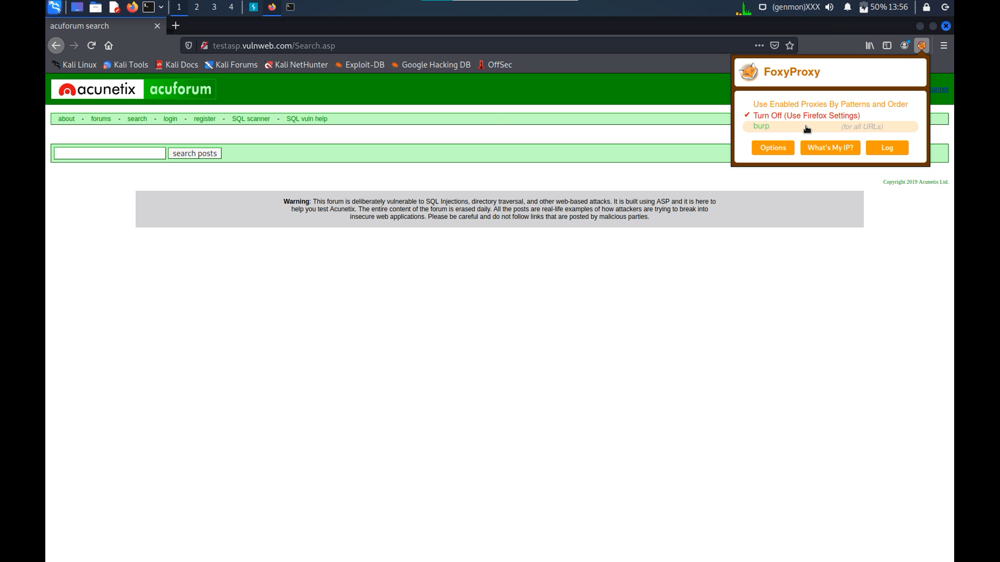 1 2 3 4 (genmon)XXX 50% 13:56
acuforum search
testasp.vulnweb.com/Search.asp
Kali Linux Kali Tools Kali Docs Kali Forums Kali NetHunter Exploit-DB Google Hacking DB OffSec
FoxyProxy
acunetix acuforum
anner
Use Enabled Proxies By Patterns and Order
✔ Turn Off (Use Firefox Settings)
about - forums - search - login - register - SQL scanner - SQL vuln help
burp (for all URLs)
Options What's My IP? Log
search posts
Copyright 2019 Acunetix Ltd.
Warning: This forum is deliberately vulnerable to SQL Injections, directory traversal, and other web-based attacks. It is built using ASP and it is here to
help you test Acunetix. The entire content of the forum is erased daily. All the posts are real-life examples of how attackers are trying to break into
insecure web applications. Please be careful and do not follow links that are posted by malicious parties.